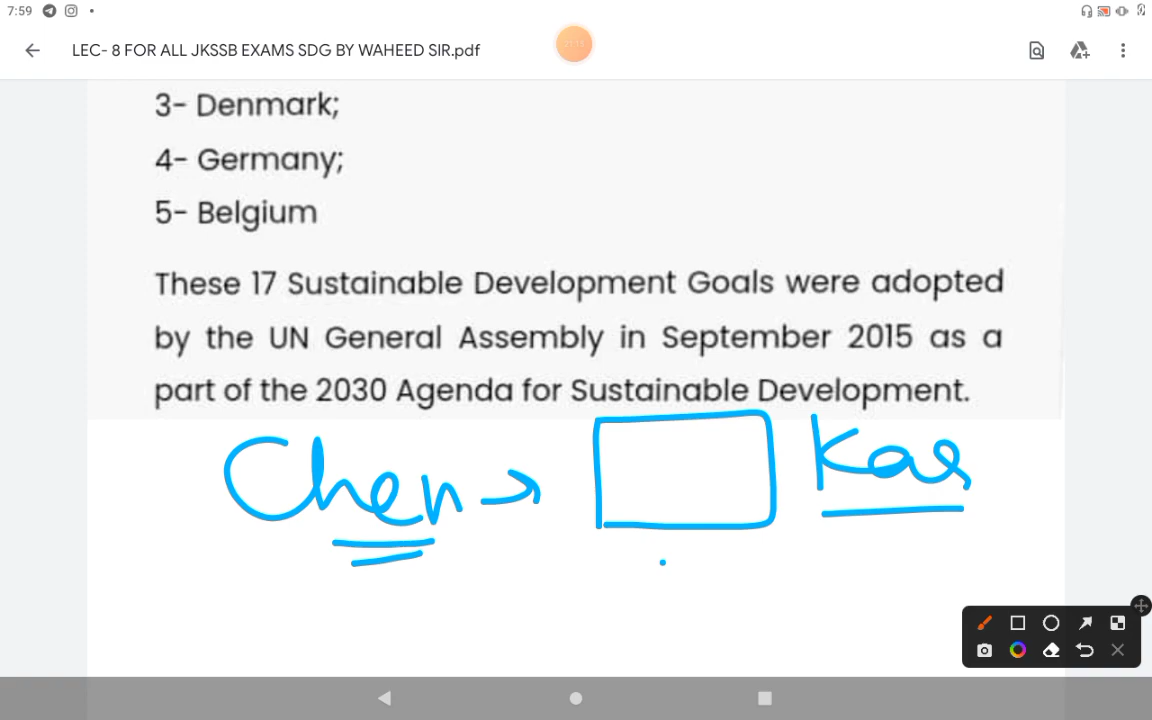 7:59
LEC- 8 FOR ALL JKSSB EXAMS SDG BY WAHEED SIR.pdf
3- Denmark;
4- Germany;
5- Belgium
These 17 Sustainable Development Goals were adopted
by the UN General Assembly in September 2015 as a
part of the 2030 Agenda for Sustainable Development.
Chen → Kas